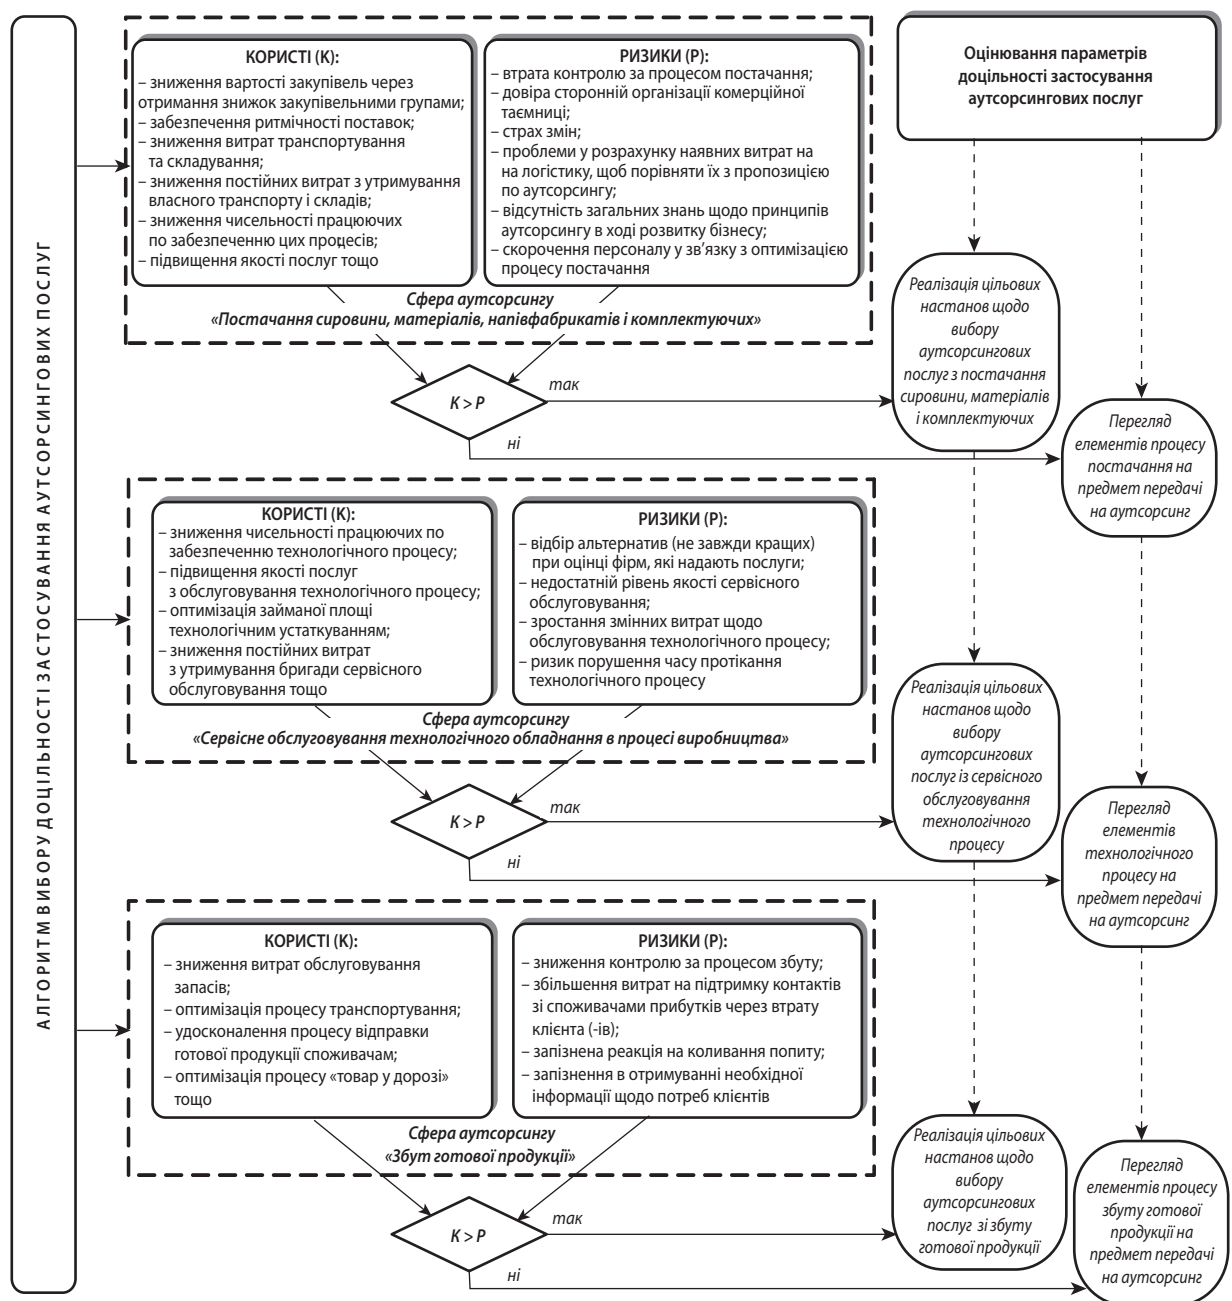 АЛГОРИТМ ВИБОРУ ДОЦІЛЬНОСТІ ЗАСТОСУВАННЯ АУТСОРСИНГОВИХ ПОСЛУГ
КОРИСТІ (К):
– зниження вартості закупівель через
отримання знижок закупівельними групами;
– забезпечення ритмічності поставок;
– зниження витрат транспортування
та складування;
– зниження постійних витрат з утримування
власного транспорту і складів;
– зниження чисельності працюючих
по забезпеченню цих процесів;
– підвищення якості послуг тощо
РИЗИКИ (Р):
– втрата контролю за процесом постачання;
– довіра сторонній організації комерційної
таємниці;
– страх змін;
– проблеми у розрахунку наявних витрат на
на логістику, щоб порівняти їх з пропозицією
по аутсорсингу;
– відсутність загальних знань щодо принципів
аутсорсингу в ході розвитку бізнесу;
– скорочення персоналу у зв’язку з оптимізацією
процесу постачання
Сфера аутсорсингу
«Постачання сировини, матеріалів, напівфабрикатів і комплектуючих»
К > Р
так
ні
Оцінювання параметрів
доцільності застосування
аутсорсингових послуг
Реалізація цільових
настанов щодо
вибору
аутсорсингових
послуг з постачання
сировини, матеріалів
і комплектуючих
Перегляд
елементів процесу
постачання на
предмет передачі
на аутсорсинг
КОРИСТІ (К):
– зниження чисельності працюючих по
забезпеченню технологічного процесу;
– підвищення якості послуг
з обслуговування технологічного процесу;
– оптимізація займаної площі
технологічним устаткуванням;
– зниження постійних витрат
з утримування бригади сервісного
обслуговування тощо
РИЗИКИ (Р):
– відбір альтернатив (не завжди кращих)
при оцінці фірм, які надають послуги;
– недостатній рівень якості сервісного
обслуговування;
– зростання змінних витрат щодо
обслуговування технологічного процесу;
– ризик порушення часу протікання
технологічного процесу
Сфера аутсорсингу
«Сервісне обслуговування технологічного обладнання в процесі виробництва»
К > Р
так
ні
Реалізація цільових
настанов щодо
вибору
аутсорсингових
послуг із сервісного
обслуговування
технологічного
процесу
Перегляд
елементів
технологічного
процесу на
предмет передачі
на аутсорсинг
КОРИСТІ (К):
– зниження витрат обслуговування
запасів;
– оптимізація процесу транспортування;
– удосконалення процесу відправки
готової продукції споживачам;
– оптимізація процесу «товар у дорозі»
тощо
РИЗИКИ (Р):
– зниження контролю за процесом збуту;
– збільшення витрат на підтримку контактів
зі споживачами прибутків через втрату
клієнта (-ів);
– запізнена реакція на коливання попиту;
– запізнення в отримуванні необхідної
інформації щодо потреб клієнтів
Сфера аутсорсингу
«Збут готової продукції»
К > Р
так
ні
Реалізація цільових
настанов щодо
вибору
аутсорсингових
послуг зі збуту
готової продукції
Перегляд
елементів процесу
збуту готової
продукції на
предмет передачі
на аутсорсинг